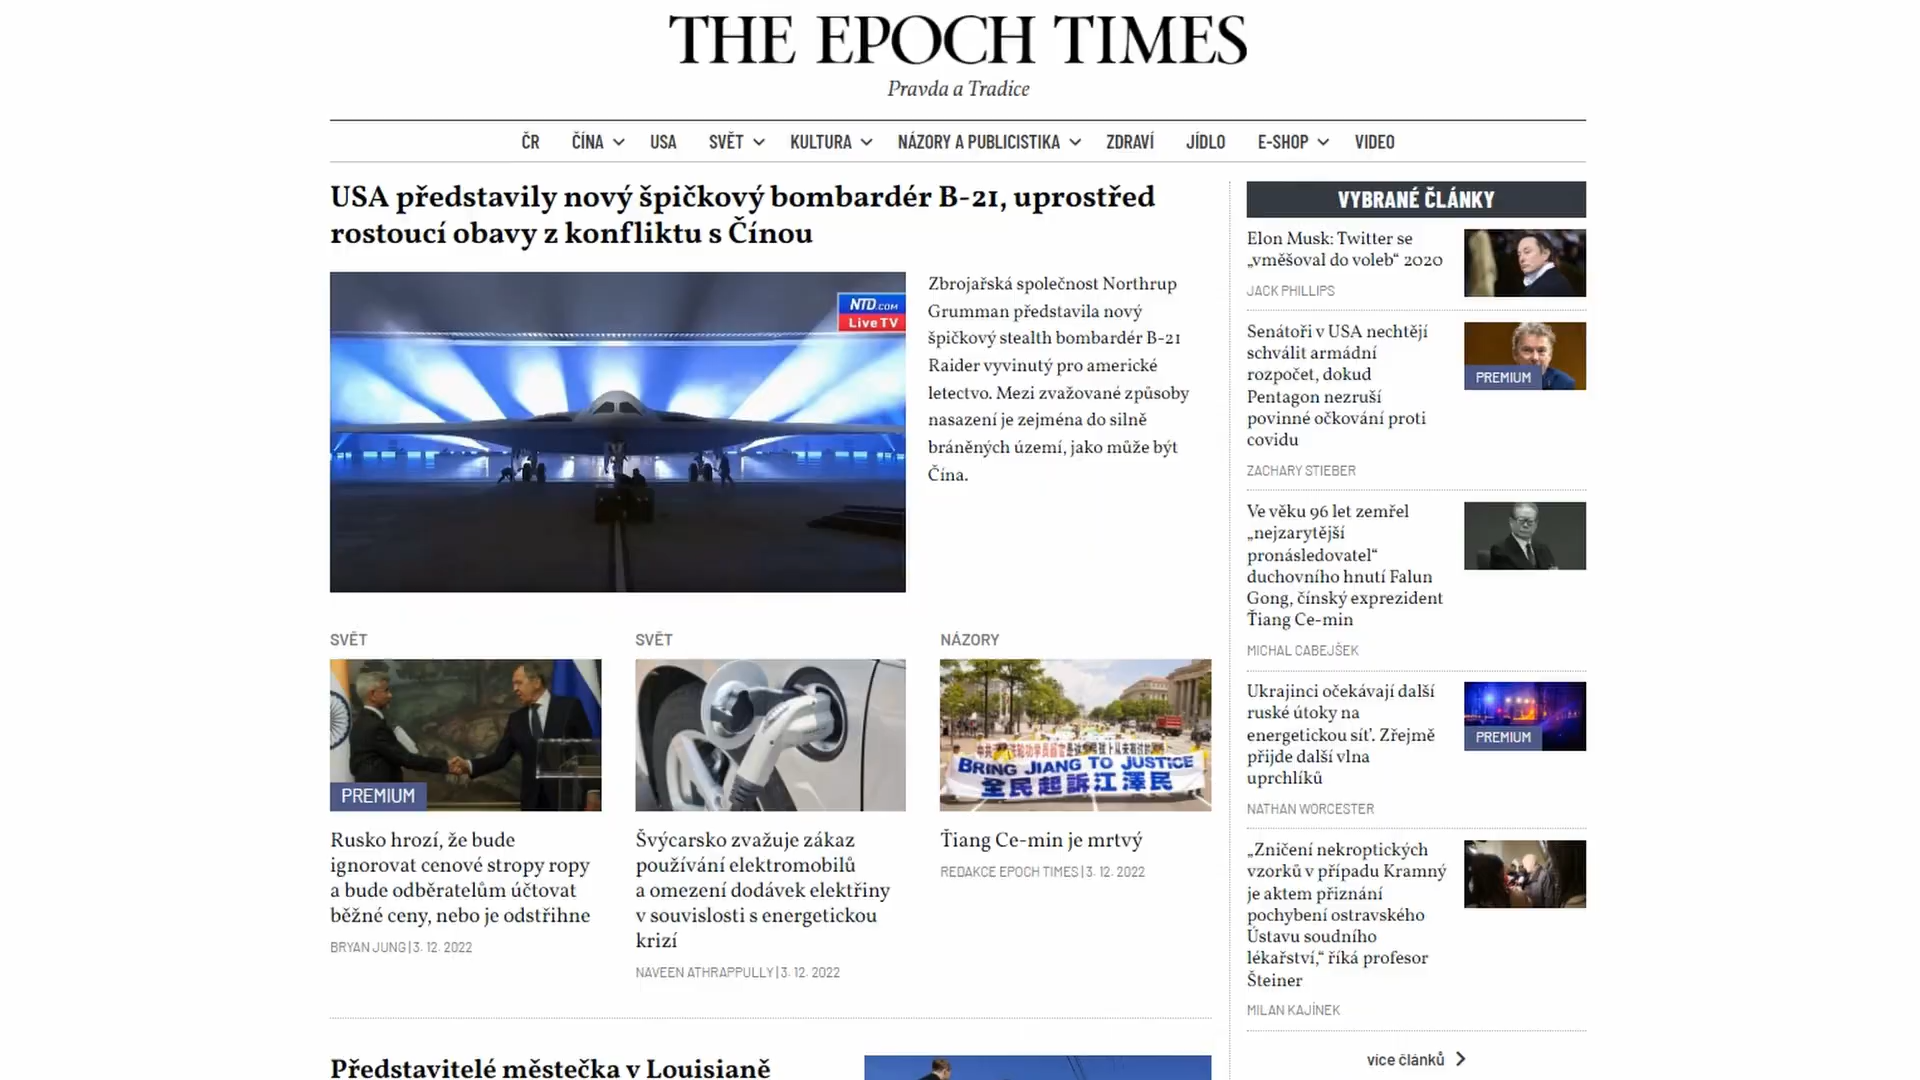 THE EPOCH TIMES
Pravda a Tradice
ČR
ČÍNA
USA
SVĚT
KULTURA
NÁZORY A PUBLICISTIKA
ZDRAVÍ
JÍDLO
E-SHOP
VIDEO
USA představily nový špičkový bombardér B-21, uprostřed
rostoucí obavy z konfliktu s Čínou
NTD.COM
Live TV
Zbrojařská společnost Northrup
Grumman představila nový
špičkový stealth bombardér B-21
Raider vyvinutý pro americké
letectvo. Mezi zvažované způsoby
nasazení je zejména do silně
bráněných území, jako může být
Čína.
SVĚT
PREMIUM
Rusko hrozí, že bude
ignorovat cenové stropy ropy
a bude odběratelům účtovat
běžné ceny, nebo je odstřihne
BRYAN JUNG | 3. 12. 2022
SVĚT
Švýcarsko zvažuje zákaz
používání elektromobilů
a omezení dodávek elektřiny
v souvislosti s energetickou
krizí
NAVEEN ATHRAPPULLY | 3. 12. 2022
NÁZORY
BRING JIANG TO JUSTICE
全民起訴江澤民
Ťiang Ce-min je mrtvý
REDAKCE EPOCH TIMES | 3. 12. 2022
Představitelé městečka v Louisianě
VYBRANÉ ČLÁNKY
Elon Musk: Twitter se
„vměšoval do voleb“ 2020
JACK PHILLIPS
Senátoři v USA nechtějí
schválit armádní
rozpočet, dokud
Pentagon nezruší
povinné očkování proti
covidu
PREMIUM
ZACHARY STIEBER
Ve věku 96 let zemřel
„nejzarytější
pronásledovatel“
duchovního hnutí Falun
Gong, čínský exprezident
Ťiang Ce-min
MICHAL CABEJŠEK
Ukrajinci očekávají další
ruské útoky na
energetickou síť. Zřejmě
přijde další vlna
uprchlíků
PREMIUM
NATHAN WORCESTER
„Zničení nekroptických
vzorků v případu Kramný
je aktem přiznání
pochybení ostravského
Ústavu soudního
lékařství,“ říká profesor
Šteiner
MILAN KAJÍNEK
více článků